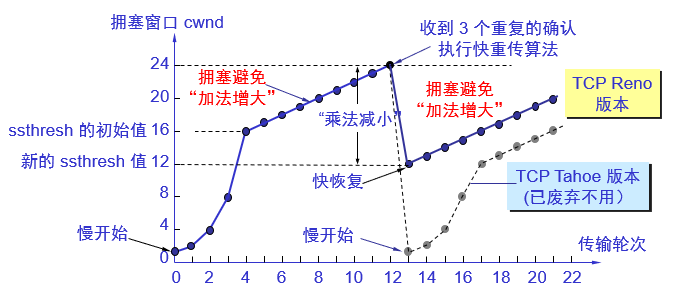 拥塞窗口 cwnd
收到 3 个重复的确认
执行快重传算法
24
拥塞避免
“加法增大”
拥塞避免
“加法增大”
TCP Reno
版本
20
“乘法减小”
ssthresh 的初始值
16
新的 ssthresh 值
12
TCP Tahoe 版本
(已废弃不用）
快恢复
8
4
慢开始
慢开始
传输轮次
0
0 2 4 6 8 10 12 14 16 18 20 22